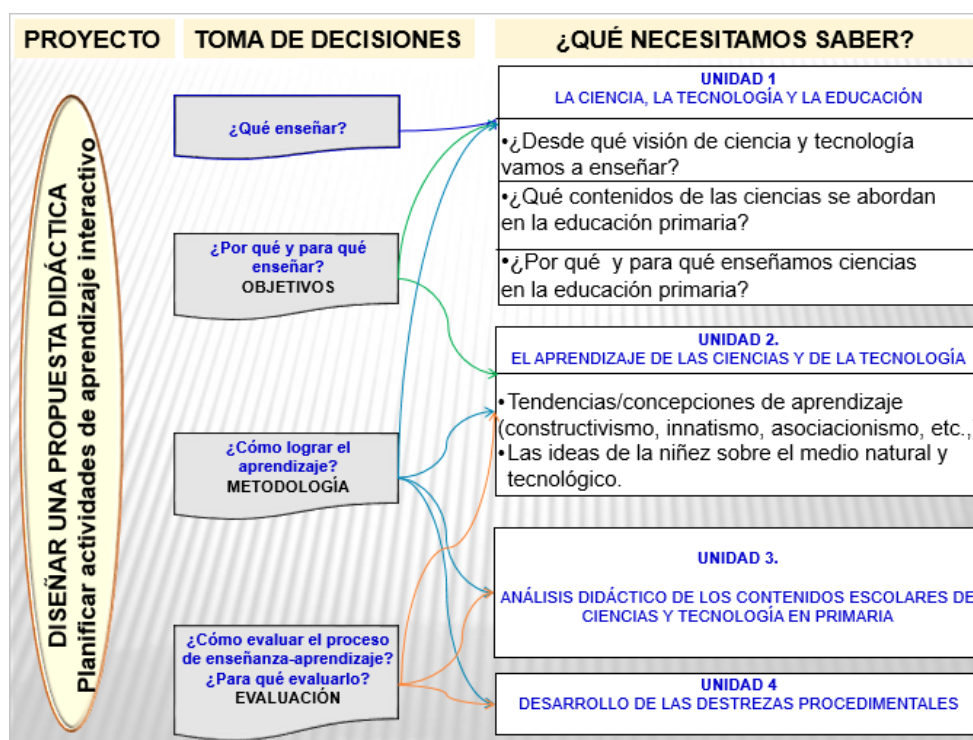 PROYECTO
TOMA DE DECISIONES
¿QUÉ NECESITAMOS SABER?
DISEÑAR UNA PROPUESTA DIDÁCTICA
Planificar actividades de aprendizaje interactivo
¿Qué enseñar?
¿Por qué y para qué
enseñar?
OBJETIVOS
¿Cómo lograr el
aprendizaje?
METODOLOGÍA
¿Cómo evaluar el proceso
de enseñanza-aprendizaje?
¿Para qué evaluarlo?
EVALUACIÓN
UNIDAD 1
LA CIENCIA, LA TECNOLOGÍA Y LA EDUCACIÓN
•¿Desde qué visión de ciencia y tecnología
vamos a enseñar?
•¿Qué contenidos de las ciencias se abordan
en la educación primaria?
•¿Por qué y para qué enseñamos ciencias
en la educación primaria?
UNIDAD 2.
EL APRENDIZAJE DE LAS CIENCIAS Y DE LA TECNOLOGÍA
•Tendencias/concepciones de aprendizaje
(constructivismo, innatismo, asociacionismo, etc.,)
•Las ideas de la niñez sobre el medio natural y
tecnológico.
UNIDAD 3.
ANÁLISIS DIDÁCTICO DE LOS CONTENIDOS ESCOLARES DE
CIENCIAS Y TECNOLOGÍA EN PRIMARIA
UNIDAD 4
DESARROLLO DE LAS DESTREZAS PROCEDIMENTALES